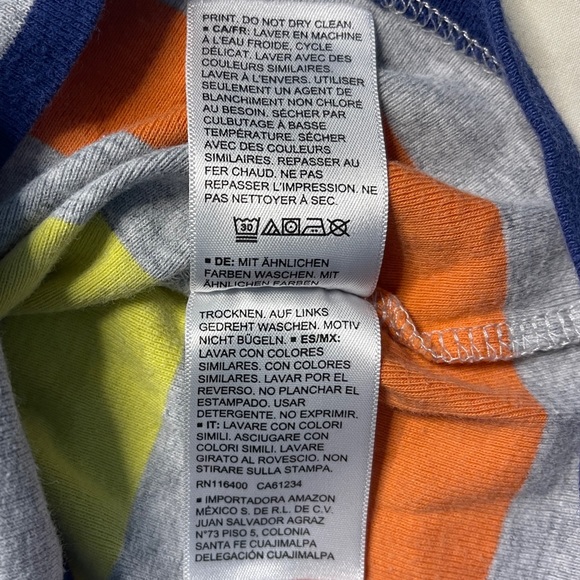 PRINT. DO NOT DRY CLEAN.
■ CA/FR: LAVER EN MACHINE
À L'EAU FROIDE, CYCLE
DÉLICAT. LAVER AVEC DES
COULEURS SIMILAIRES.
LAVER À L'ENVERS. UTILISER
SEULEMENT UN AGENT DE
BLANCHIMENT NON CHLORÉ
AU BESOIN. SÉCHER PAR
CULBUTAGE À BASSE
TEMPÉRATURE. SÉCHER
AVEC DES COULEURS
SIMILAIRES. REPASSER AU
FER CHAUD. NE PAS
REPASSER L'IMPRESSION. NE
PAS NETTOYER À SEC.
30
■ DE: MIT ÄHNLICHEN
FARBEN WASCHEN. MIT
ÄHNLICHEN FARBEN
TROCKNEN. AUF LINKS
GEDREHT WASCHEN. MOTIV
NICHT BÜGELN. ■ ES/MX:
LAVAR CON COLORES
SIMILARES. CON COLORES
SIMILARES. LAVAR POR EL
REVERSO. NO PLANCHAR EL
ESTAMPADO. USAR
DETERGENTE. NO EXPRIMIR.
■ IT: LAVARE CON COLORI
SIMILI. ASCIUGARE CON
COLORI SIMILI. LAVARE
GIRATO AL ROVESCIO. NON
STIRARE SULLA STAMPA.
RN116400 CA61234
■ IMPORTADORA AMAZON
MÉXICO S. DE R.L. DE C.V.
JUAN SALVADOR AGRAZ
N°73 PISO 5, COLONIA
SANTA FE CUAJIMALPA
DELEGACIÓN CUAJIMALPA